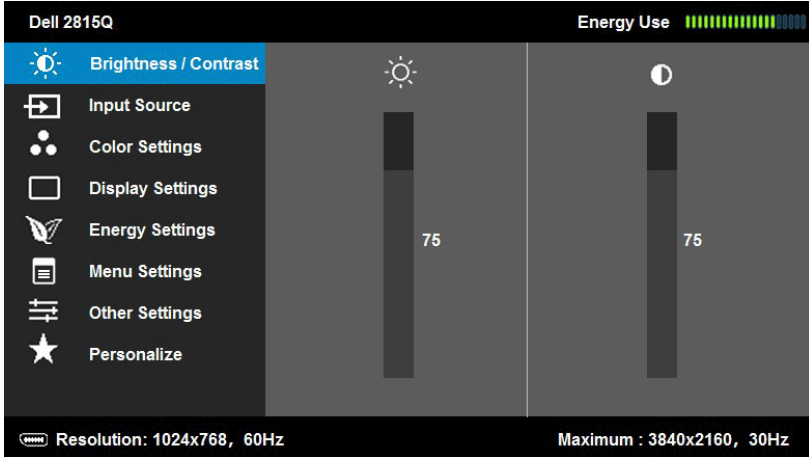 Dell 2815Q
Energy Use
Brightness / Contrast
Input Source
Color Settings
Display Settings
Energy Settings
Menu Settings
Other Settings
Personalize
75
75
Resolution: 1024x768, 60Hz
Maximum : 3840x2160, 30Hz